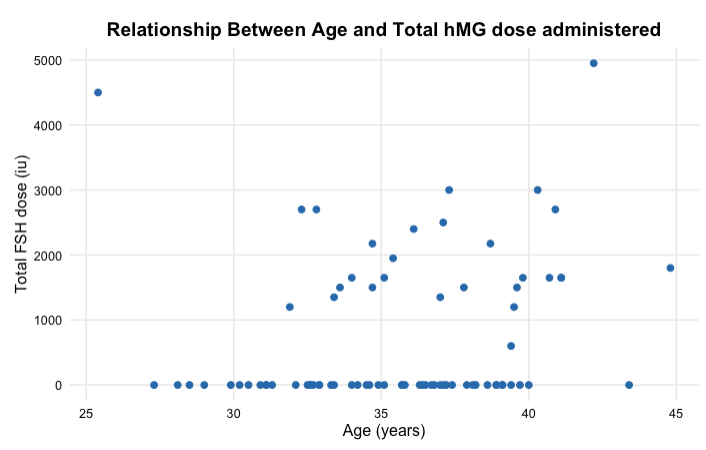 Relationship Between Age and Total hMG dose administered
Total FSH dose (iu)
5000
4000
3000
2000
1000
0
25 30 35 40 45
Age (years)